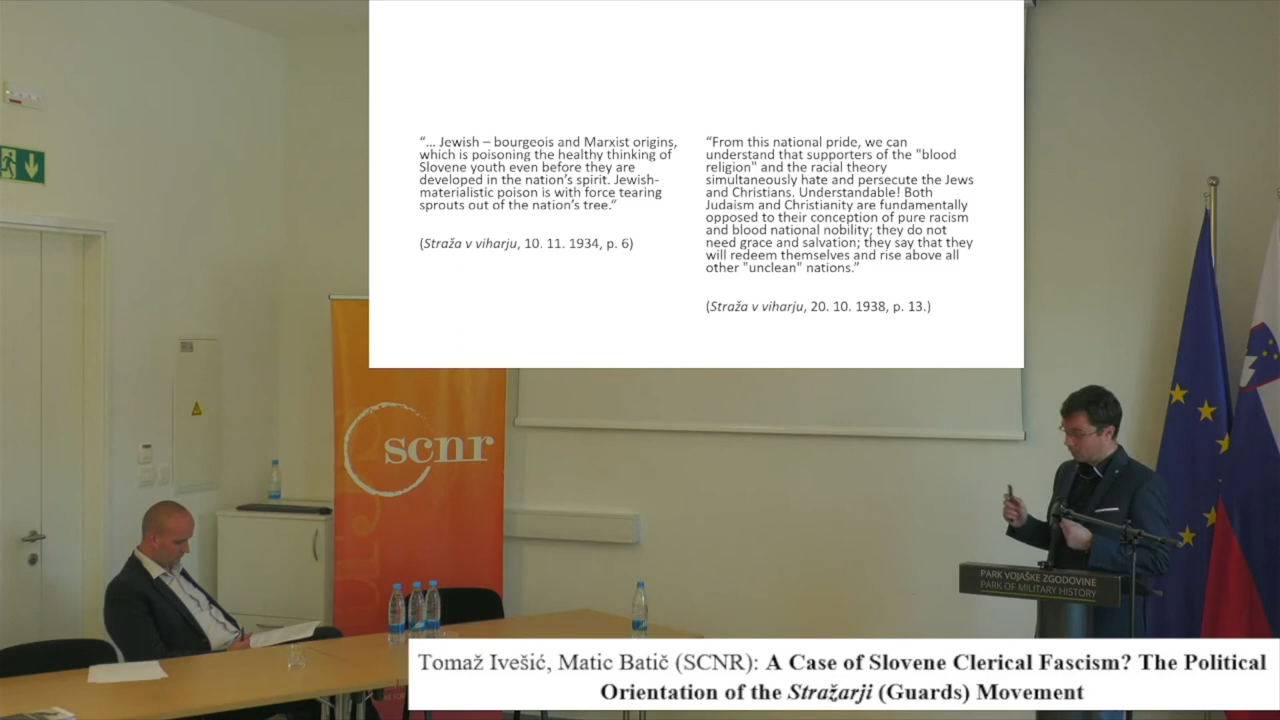 “... Jewish – bourgeois and Marxist origins,
which is poisoning the healthy thinking of
Slovene youth even before they are
developed in the nation’s spirit. Jewish-
materialistic poison is with force tearing
sprouts out of the nation’s tree.“
(Straža v viharju, 10. 11. 1934, p. 6)
“From this national pride, we can
understand that supporters of the "blood
religion" and the racial theory
simultaneously hate and persecute the Jews
and Christians. Understandable! Both
Judaism and Christianity are fundamentally
opposed to their conception of pure racism
and blood national nobility; they do not
need grace and salvation; they say that they
will redeem themselves and rise above all
other "unclean" nations.”
(Straža v viharju, 20. 10. 1938, p. 13.)
scnr
PARK VOJAŠKE ZGODOVINE
PARK OF MILITARY HISTORY
Tomaž Ivešić, Matic Batič (SCNR): A Case of Slovene Clerical Fascism? The Political
Orientation of the Stražarji (Guards) Movement